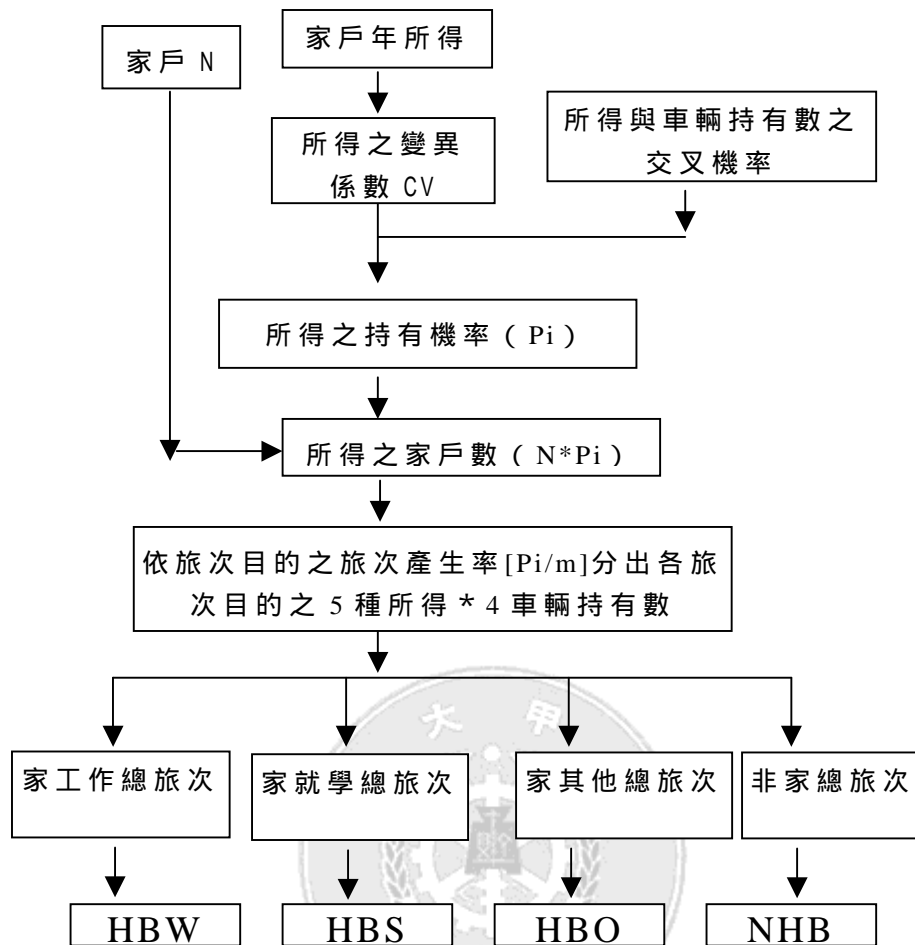 家戶年所得
家戶 N
所得之變異
係數 CV
所得與車輛持有數之
交叉機率
所得之持有機率 ( Pi )
所得之家戶數 ( N*Pi )
依旅次目的之旅次產生率[Pi/m]分出各旅
次目的之 5 種所得 * 4 車輛持有數
大 甲
家工作總旅次
家就學總旅次
家其他總旅次
非家總旅次
HBW
HBS
HBO
NHB